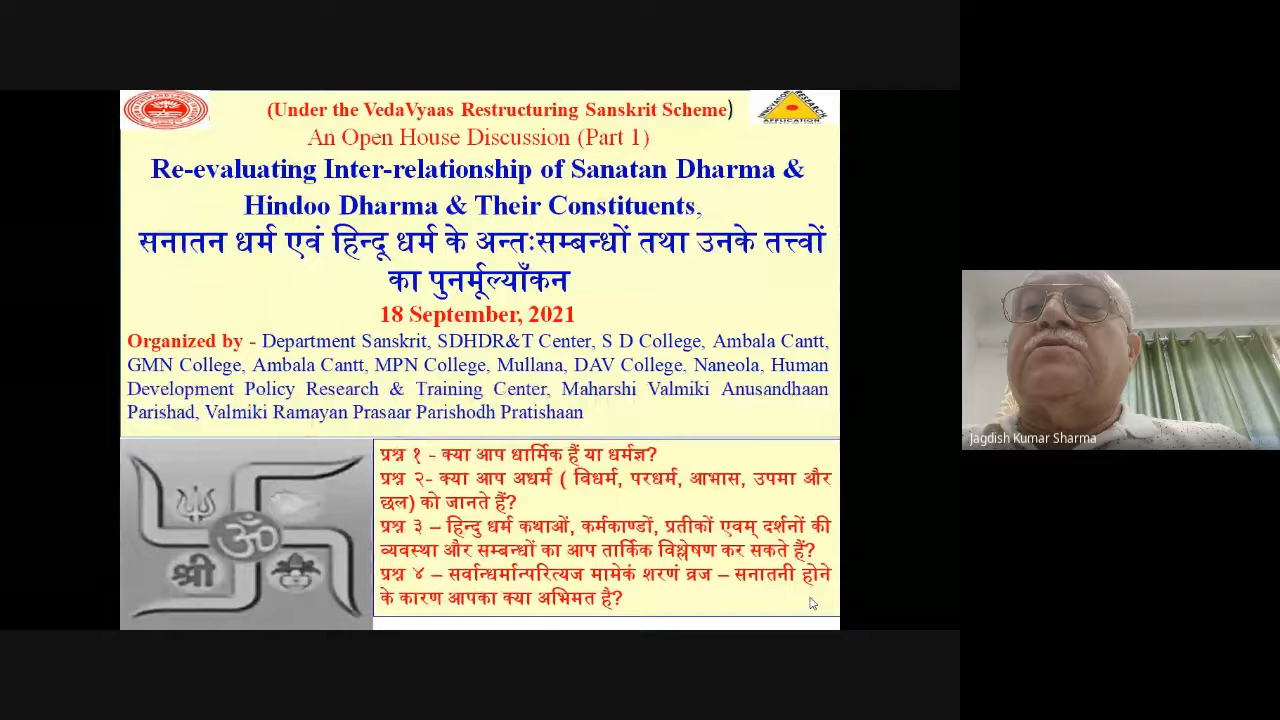 (Under the VedaVyaas Restructuring Sanskrit Scheme)
An Open House Discussion (Part 1)
Re-evaluating Inter-relationship of Sanatan Dharma &
Hindoo Dharma & Their Constituents,
सनातन धर्म एवं हिन्दू धर्म के अन्तःसम्बन्धों तथा उनके तत्त्वों
का पुनर्मूल्याँकन
18 September, 2021
Organized by - Department Sanskrit, SDHDR&T Center, S D College, Ambala Cantt,
GMN College, Ambala Cantt, MPN College, Mullana, DAV College, Naneola, Human
Development Policy Research & Training Center, Maharshi Valmiki Anusandhaan
Parishad, Valmiki Ramayan Prasaar Parishodh Pratishaan
ॐ
श्री
प्रश्न १ - क्या आप धार्मिक हैं या धर्मज्ञ?
प्रश्न २- क्या आप अधर्म ( विधर्म, परधर्म, आभास, उपमा और
छल) को जानते हैं?
प्रश्न ३ – हिन्दु धर्म कथाओं, कर्मकाण्डों, प्रतीकों एवम् दर्शनों की
व्यवस्था और सम्बन्धों का आप तार्किक विश्लेषण कर सकते हैं?
प्रश्न ४ – सर्वान्धर्मान्परित्यज मामेकं शरणं व्रज – सनातनी होने
के कारण आपका क्या अभिमत है?
Jagdish Kumar Sharma